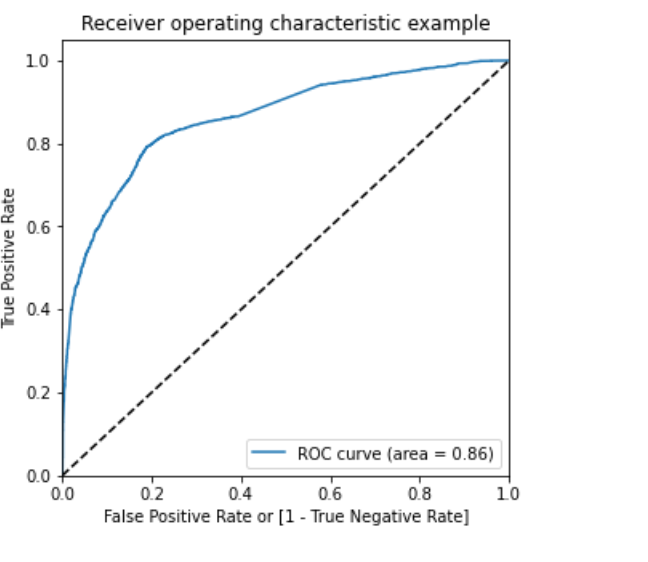 Receiver operating characteristic example
1.0
0.8
0.6
0.4
0.2
0.0
True Positive Rate
ROC curve (area = 0.86)
0.0 0.2 0.4 0.6 0.8 1.0
False Positive Rate or [1 - True Negative Rate]